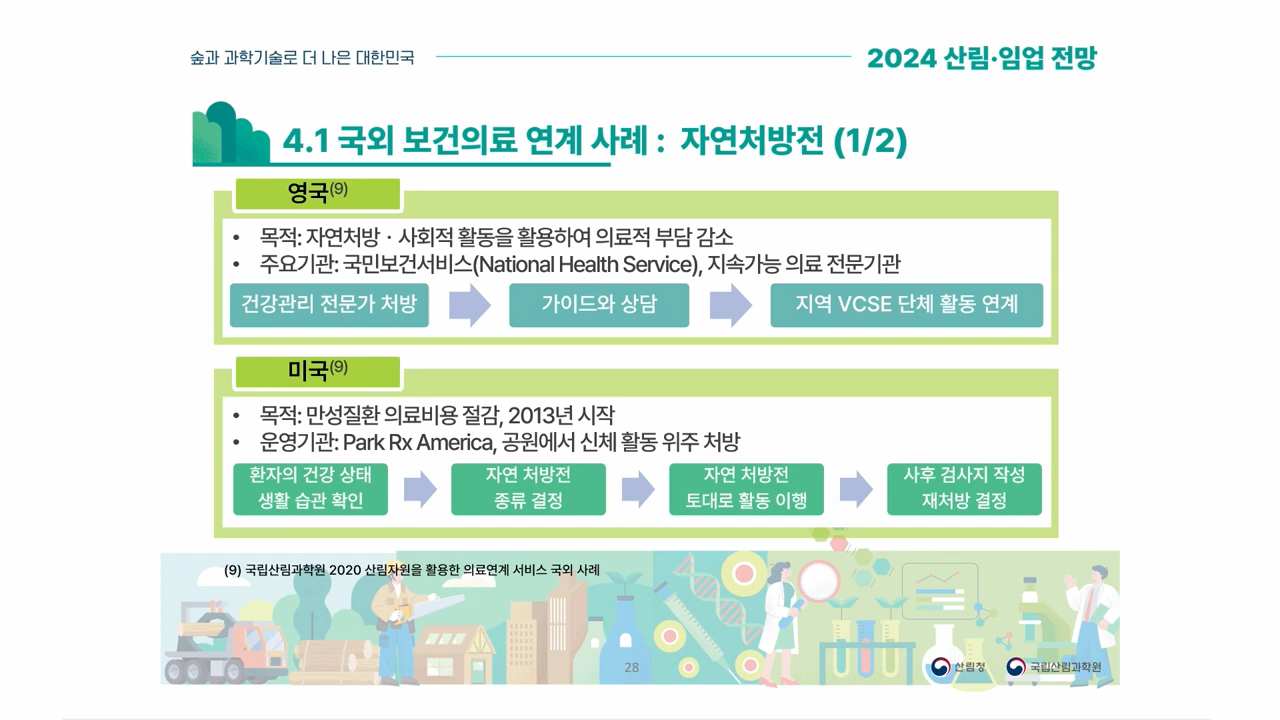 숲과 과학기술로 더 나은 대한민국
2024 산림·임업 전망
4.1 국외 보건의료 연계 사례 : 자연처방전 (1/2)
영국(9)
• 목적: 자연처방 · 사회적 활동을 활용하여 의료적 부담 감소
• 주요기관: 국민보건서비스(National Health Service), 지속가능 의료 전문기관
건강관리 전문가 처방
가이드와 상담
지역 VCSE 단체 활동 연계
미국(9)
• 목적: 만성질환 의료비용 절감, 2013년 시작
• 운영기관: Park Rx America, 공원에서 신체 활동 위주 처방
환자의 건강 상태
생활 습관 확인
자연 처방전
종류 결정
자연 처방전
토대로 활동 이행
사후 검사지 작성
재처방 결정
(9) 국립산림과학원 2020 산림자원을 활용한 의료연계 서비스 국외 사례
28
산림청
국립산림과학원